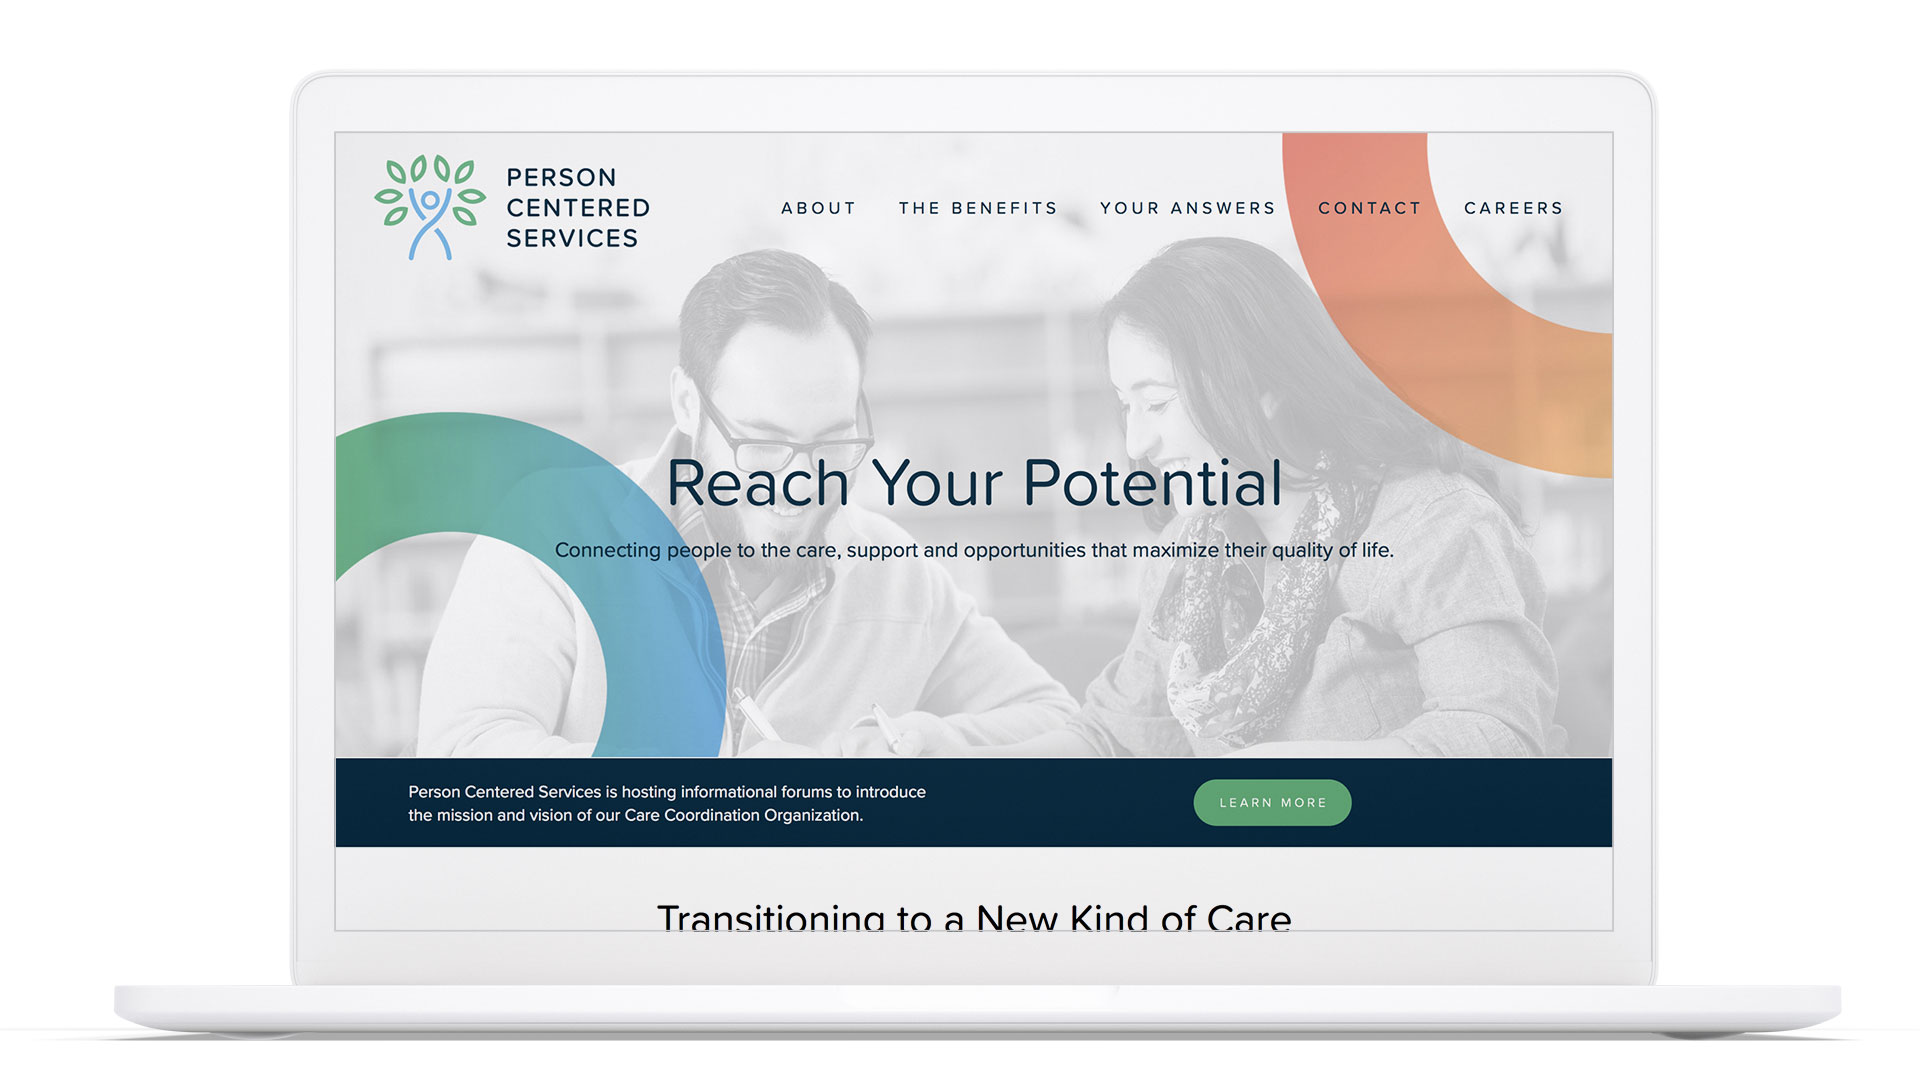 PERSON
CENTERED
SERVICES
ABOUT THE BENEFITS YOUR ANSWERS CONTACT CAREERS
Reach Your Potential
Connecting people to the care, support and opportunities that maximize their quality of life.
Person Centered Services is hosting informational forums to introduce
the mission and vision of our Care Coordination Organization.
LEARN MORE
Transitioning to a New Kind of Care